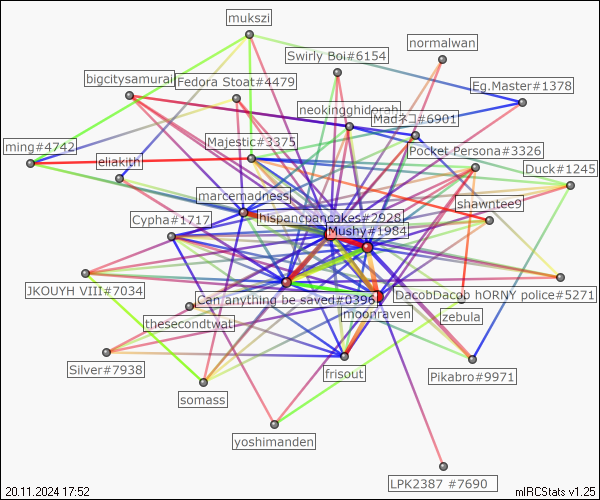 mukszi
normalwan
Swirly Boi#6154
bigcitysamurai
Fedora Stoat#4479
Eg.Master#1378
neokingghidorah
Madネコ#6901
ming#4742
Majestic#3375
Pocket Persona#3326
eliakith
Duck#1245
marcemadness
shawntee9
Cypha#1717
hispancpancakes#2928
Mushy#1984
JKOUYH VIII#7034
Can anything be saved#0396
DacobDacob hORNY police#5271
moonraven
zebula
thesecondtwat
Silver#7938
frisout
Pikabro#9971
somass
yoshimanden
LPK2387 #7690
20.11.2024 17:52
mIRCStats v1.25